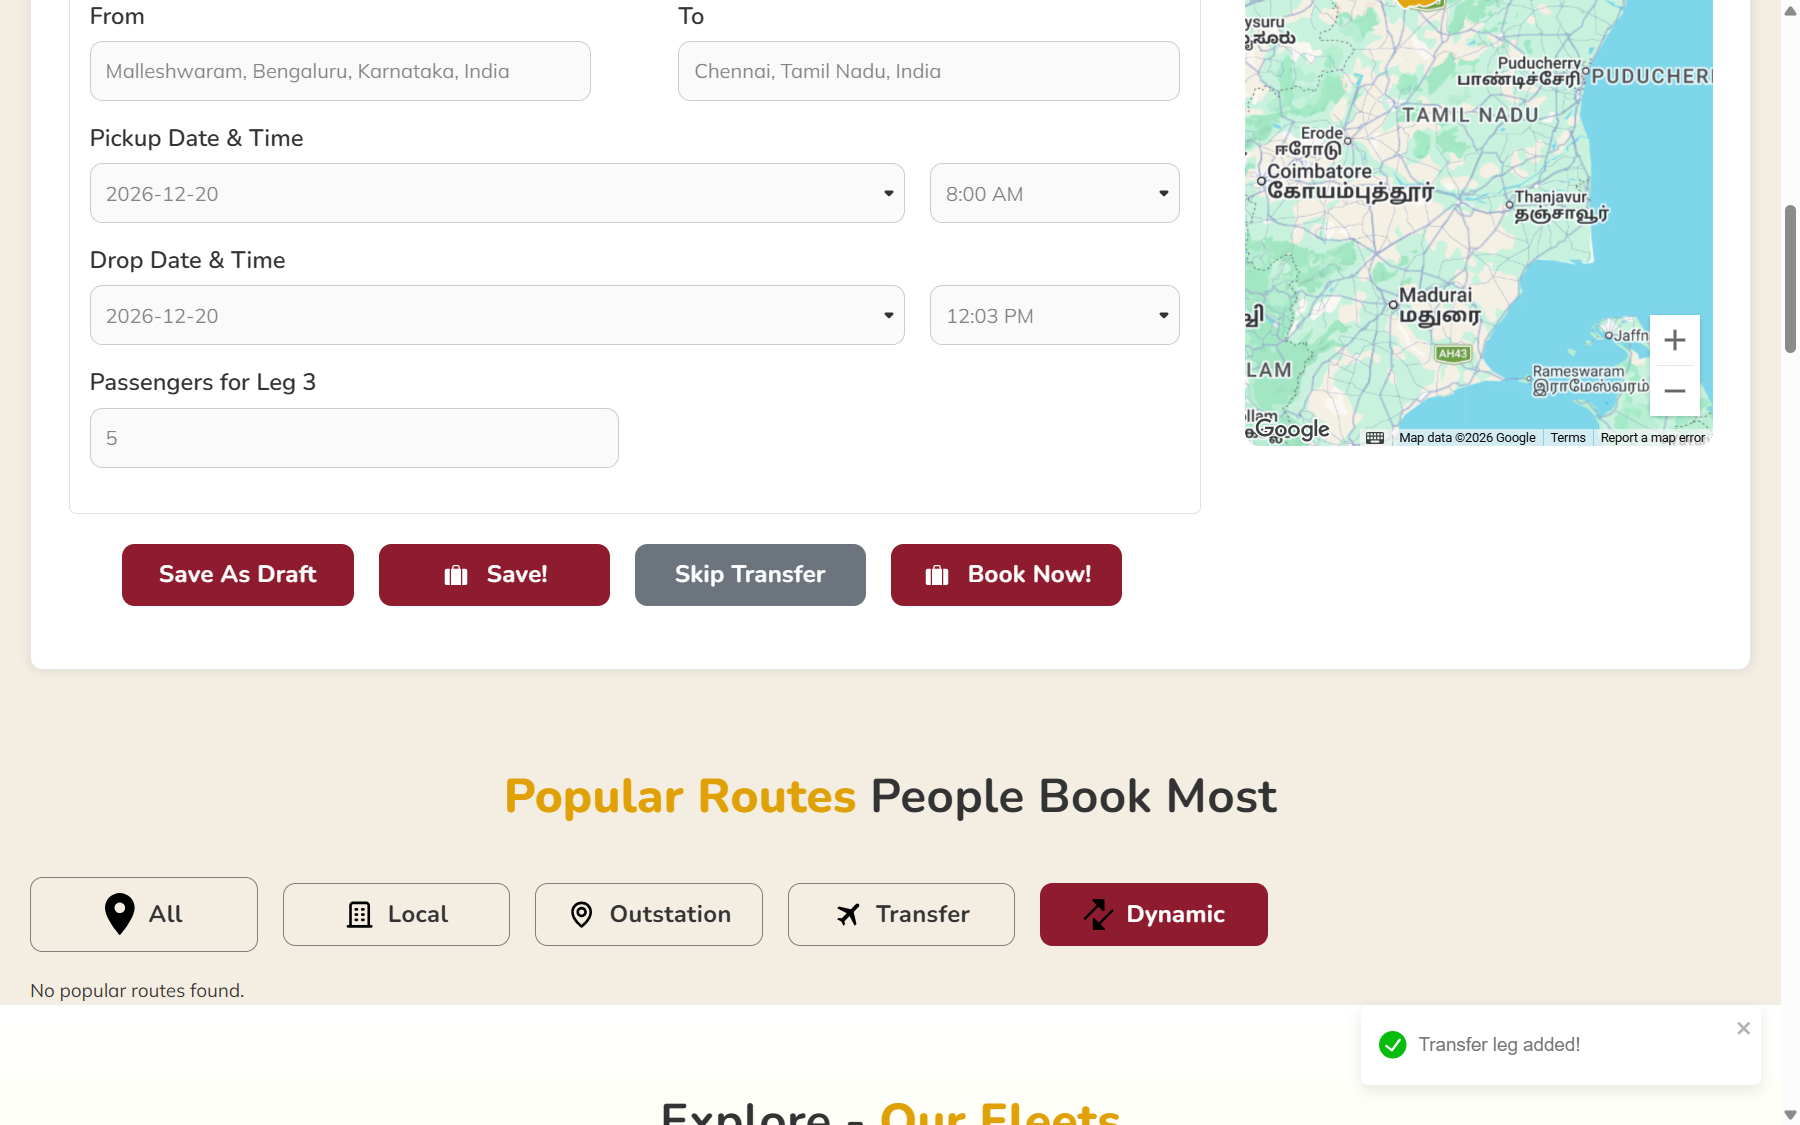 From
To
Malleshwaram, Bengaluru, Karnataka, India
Chennai, Tamil Nadu, India
Pickup Date & Time
2026-12-20
8:00 AM
Drop Date & Time
2026-12-20
12:03 PM
Passengers for Leg 3
5
Puducherry
பாண்டிச்சேரி
TAMIL NADU
Erode
ஈரோடு
Coimbatore
கோயம்புத்தூர்
Thanjavur
தஞ்சாவூர்
Madurai
மதுரை
AH43
Rameswaram
இராமேஸ்வரம்
Google
Map data ©2026 Google
Terms
Report a map error
Save As Draft
Save!
Skip Transfer
Book Now!
Popular Routes People Book Most
All
Local
Outstation
Transfer
Dynamic
No popular routes found.
Transfer leg added!
Explore - Our Fleets